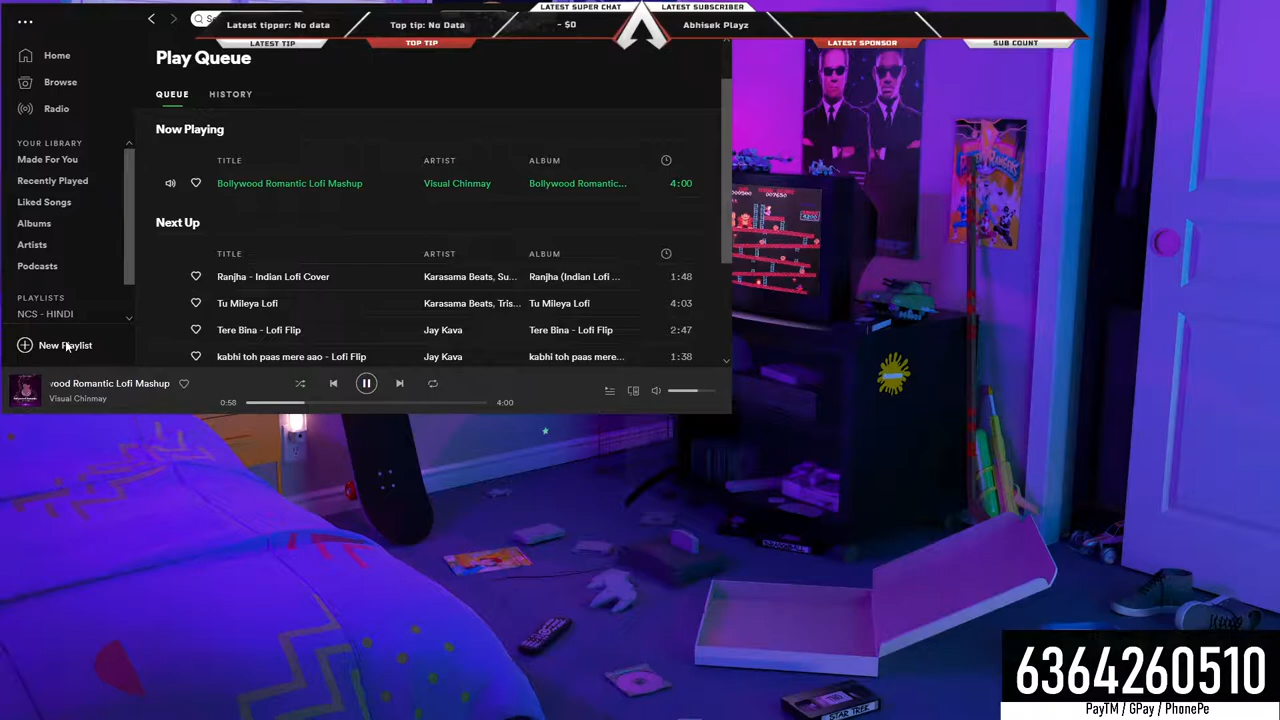 LATEST SUBSCRIBER
LATEST SUPER CHAT
LATEST SUBSCRIBER
Latest tipper: No data
Top tip: No Data
- $0
Abhisek Playz
LATEST TIP
TOP TIP
LATEST SPONSOR
SUB COUNT
Home
Browse
Radio
YOUR LIBRARY
Made For You
Recently Played
Liked Songs
Albums
Artists
Podcasts
PLAYLISTS
NCS - HINDI
New Playlist
Play Queue
QUEUE HISTORY
Now Playing
TITLE ARTIST ALBUM
Bollywood Romantic Lofi Mashup Visual Chinmay Bollywood Romantic... 4:00
Next Up
TITLE ARTIST ALBUM
Ranjha - Indian Lofi Cover Karasama Beats, Su... Ranjha (Indian Lofi ... 1:48
Tu Mileya Lofi Karasama Beats, Tris... Tu Mileya Lofi 4:03
Tere Bina - Lofi Flip Jay Kava Tere Bina - Lofi Flip 2:47
kabhi toh paas mere aao - Lofi Flip Jay Kava kabhi toh paas mere... 1:38
wood Romantic Lofi Mashup
Visual Chinmay
0:58 4:00
STAR TREK
6364260510
PayTM / GPay / PhonePe